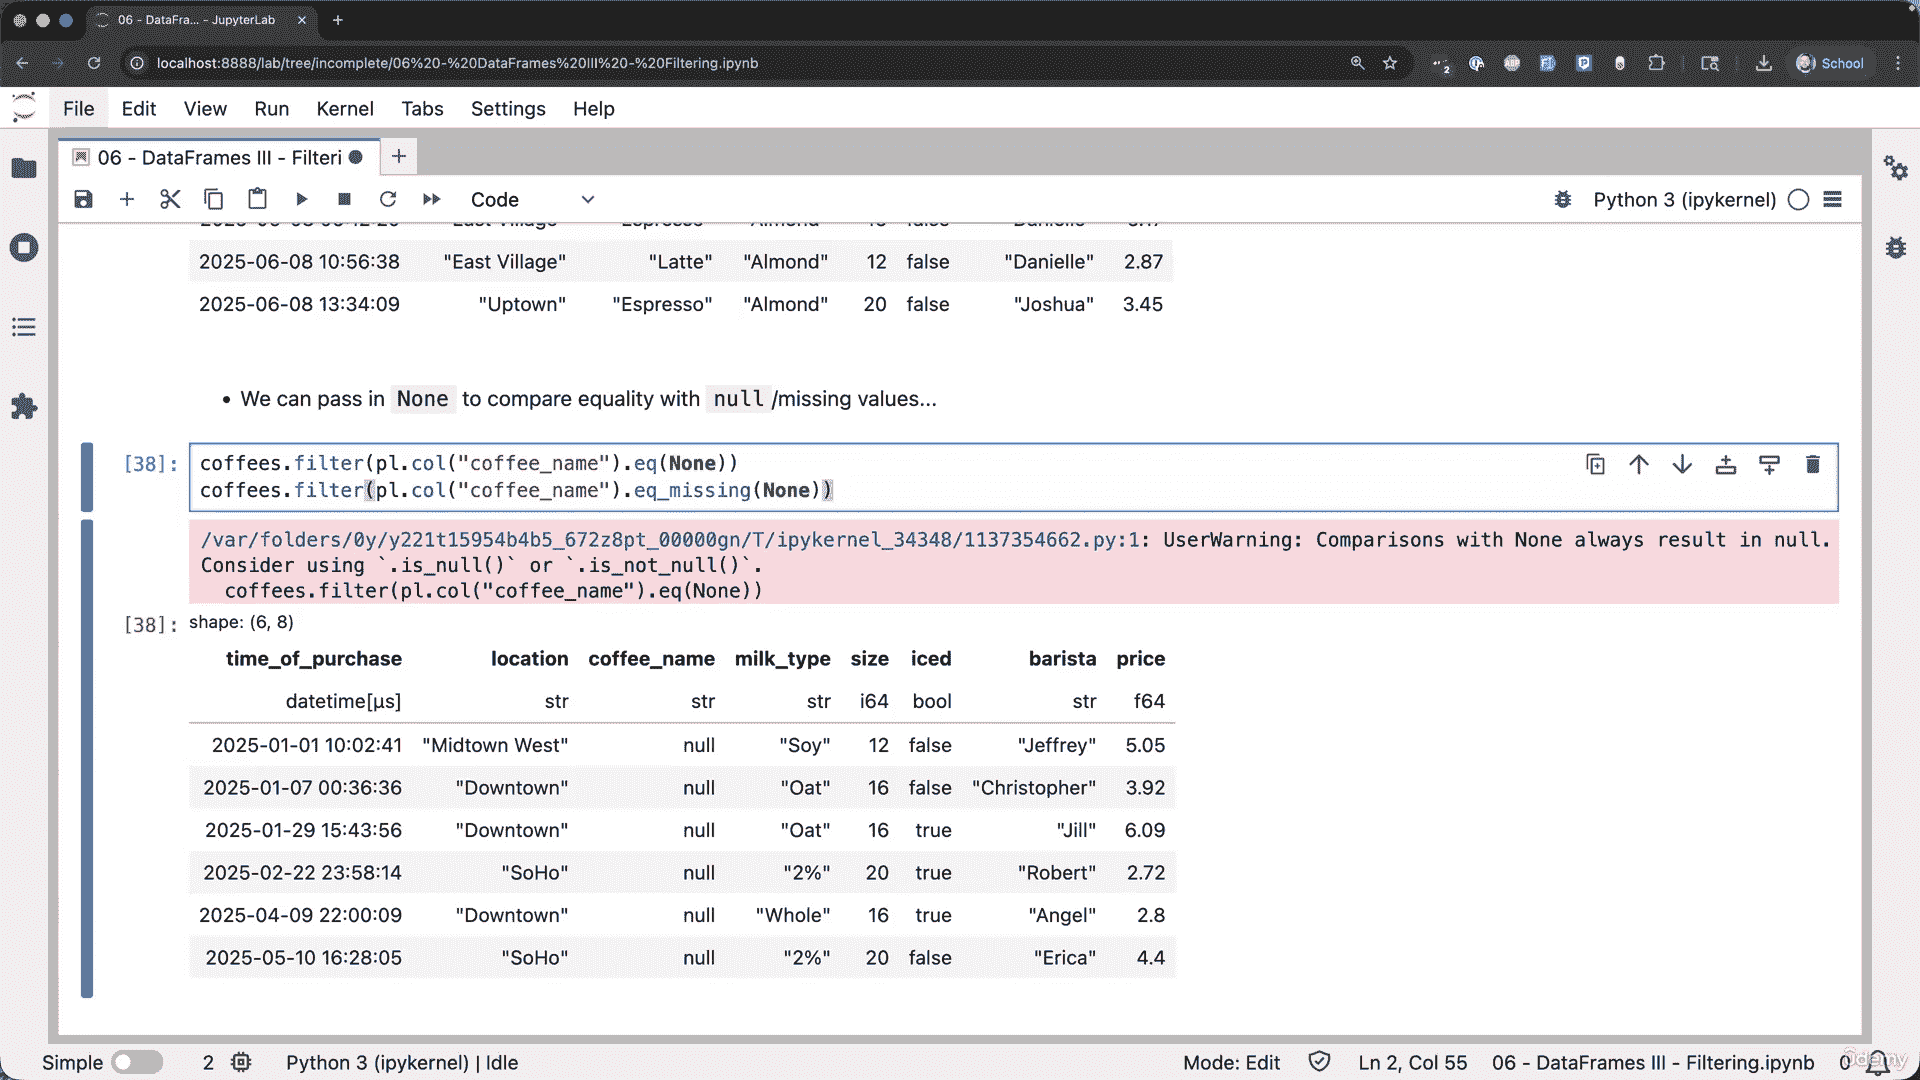 06 - DataFra... - JupyterLab
localhost:8888/lab/tree/incomplete/06%20-%20DataFrames%20III%20-%20Filtering.ipynb
2
School
File Edit View Run Kernel Tabs Settings Help
06 - DataFrames III - Filteri
Code
Python 3 (ipykernel)
2025-06-08 10:56:38 "East Village" "Latte" "Almond" 12 false "Danielle" 2.87
2025-06-08 13:34:09 "Uptown" "Espresso" "Almond" 20 false "Joshua" 3.45
• We can pass in None to compare equality with null/missing values...
[38]: coffees.filter(pl.col("coffee_name").eq(None))
coffees.filter(pl.col("coffee_name").eq_missing(None))
/var/folders/0y/y221t15954b4b5_672z8pt_00000gn/T/ipykernel_34348/1137354662.py:1: UserWarning: Comparisons with None always result in null.
Consider using `.is_null()` or `.is_not_null()`.
coffees.filter(pl.col("coffee_name").eq(None))
[38]: shape: (6, 8)
time_of_purchase location coffee_name milk_type size iced barista price
datetime[μs] str str str i64 bool str f64
2025-01-01 10:02:41 "Midtown West" null "Soy" 12 false "Jeffrey" 5.05
2025-01-07 00:36:36 "Downtown" null "Oat" 16 false "Christopher" 3.92
2025-01-29 15:43:56 "Downtown" null "Oat" 16 true "Jill" 6.09
2025-02-22 23:58:14 "SoHo" null "2%" 20 true "Robert" 2.72
2025-04-09 22:00:09 "Downtown" null "Whole" 16 true "Angel" 2.8
2025-05-10 16:28:05 "SoHo" null "2%" 20 false "Erica" 4.4
Simple 2 Python 3 (ipykernel) | Idle Mode: Edit Ln 2, Col 55 06 - DataFrames III - Filtering.ipynb 0